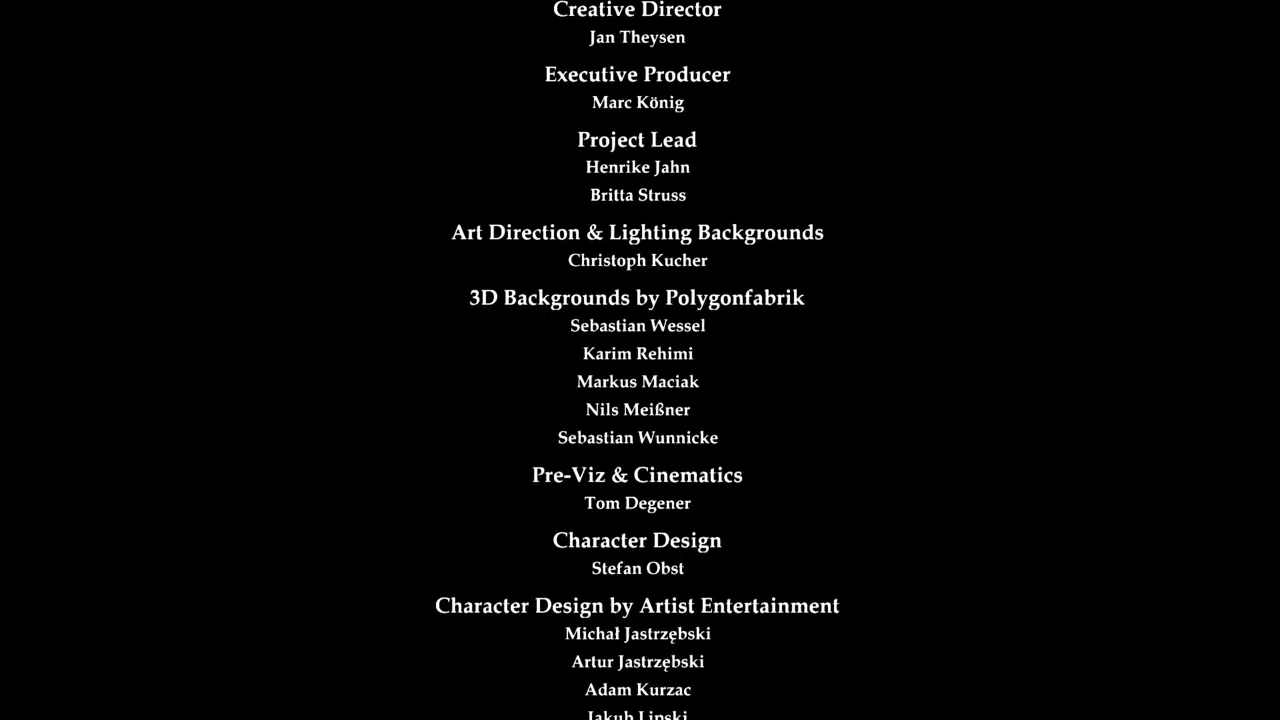 Creative Director
Jan Theysen
Executive Producer
Marc König
Project Lead
Henrike Jahn
Britta Struss
Art Direction & Lighting Backgrounds
Christoph Kucher
3D Backgrounds by Polygonfabrik
Sebastian Wessel
Karim Rehimi
Markus Maciak
Nils Meißner
Sebastian Wunnicke
Pre-Viz & Cinematics
Tom Degener
Character Design
Stefan Obst
Character Design by Artist Entertainment
Michał Jastrzębski
Artur Jastrzębski
Adam Kurzac
Jakub Lipski